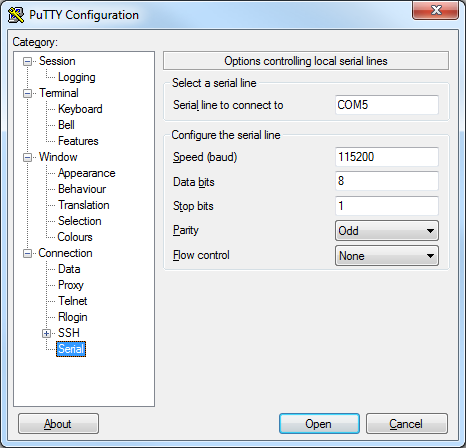 PuTTY Configuration
Category:
Session
Logging
Terminal
Keyboard
Bell
Features
Window
Appearance
Behaviour
Translation
Selection
Colours
Connection
Data
Proxy
Telnet
Rlogin
SSH
Serial
Options controlling local serial lines
Select a serial line
Serial line to connect to COM5
Configure the serial line
Speed (baud) 115200
Data bits 8
Stop bits 1
Parity Odd
Flow control None
About Open Cancel